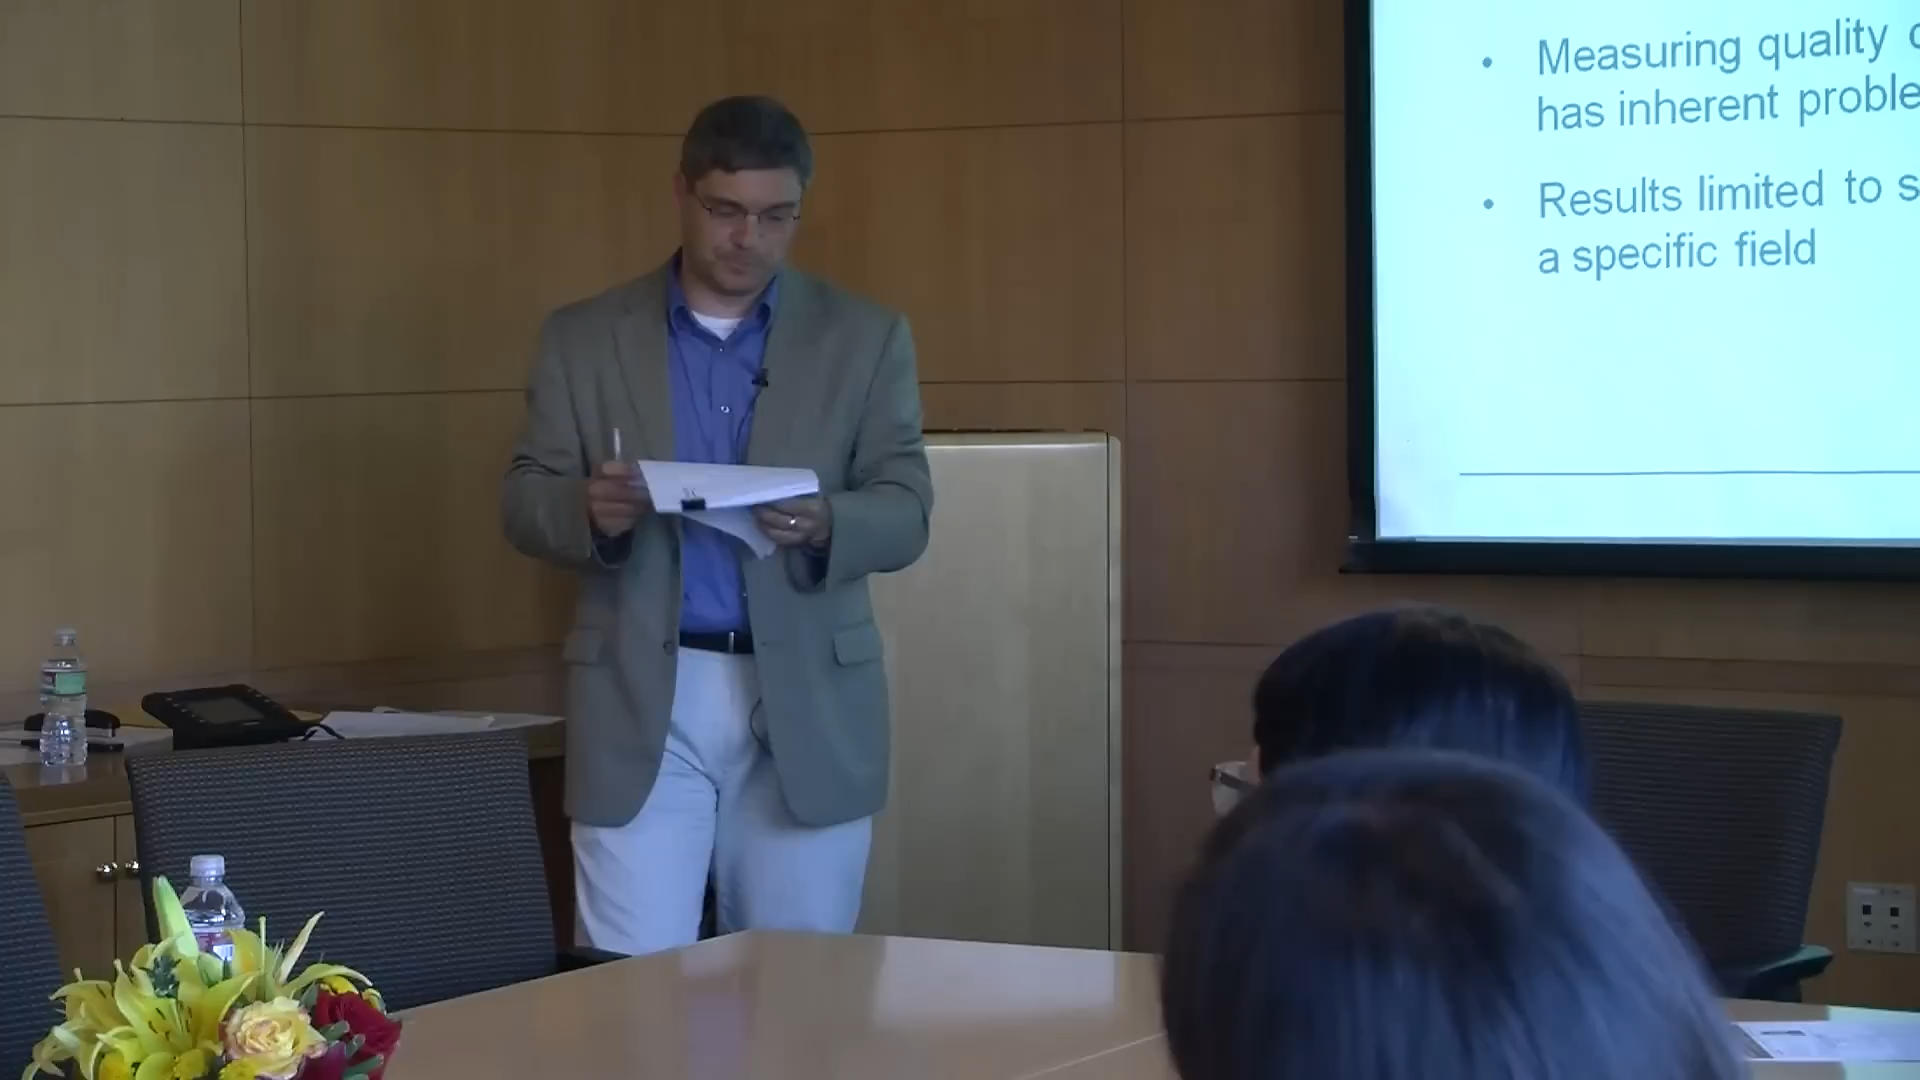 Measuring quality
has inherent
Results limited to
a specific field